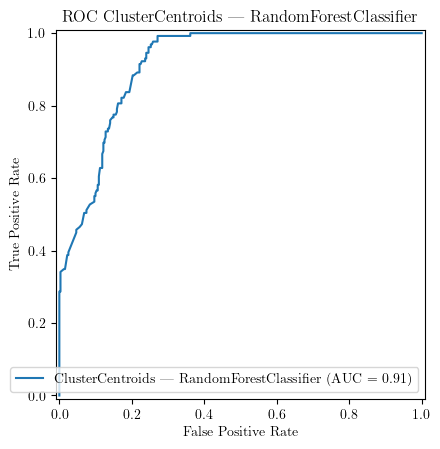 ROC ClusterCentroids — RandomForestClassifier
1.0
0.8
0.6
0.4
0.2
0.0
True Positive Rate
ClusterCentroids — RandomForestClassifier (AUC = 0.91)
0.0 0.2 0.4 0.6 0.8 1.0
False Positive Rate